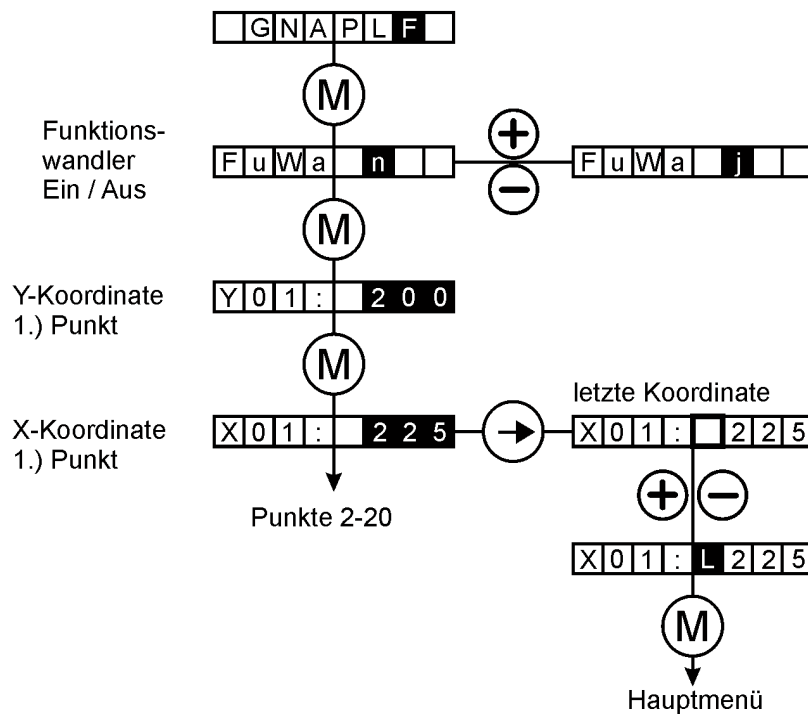 GNAPLF
M
Funktions-
wandler
Ein / Aus
FuWa n
+
−
FuWa j
M
Y-Koordinate
1.) Punkt
Y01: 200
M
letzte Koordinate
X-Koordinate
1.) Punkt
X01: 225
X01: 225
Punkte 2-20
+ −
X01:L225
M
Hauptmenü